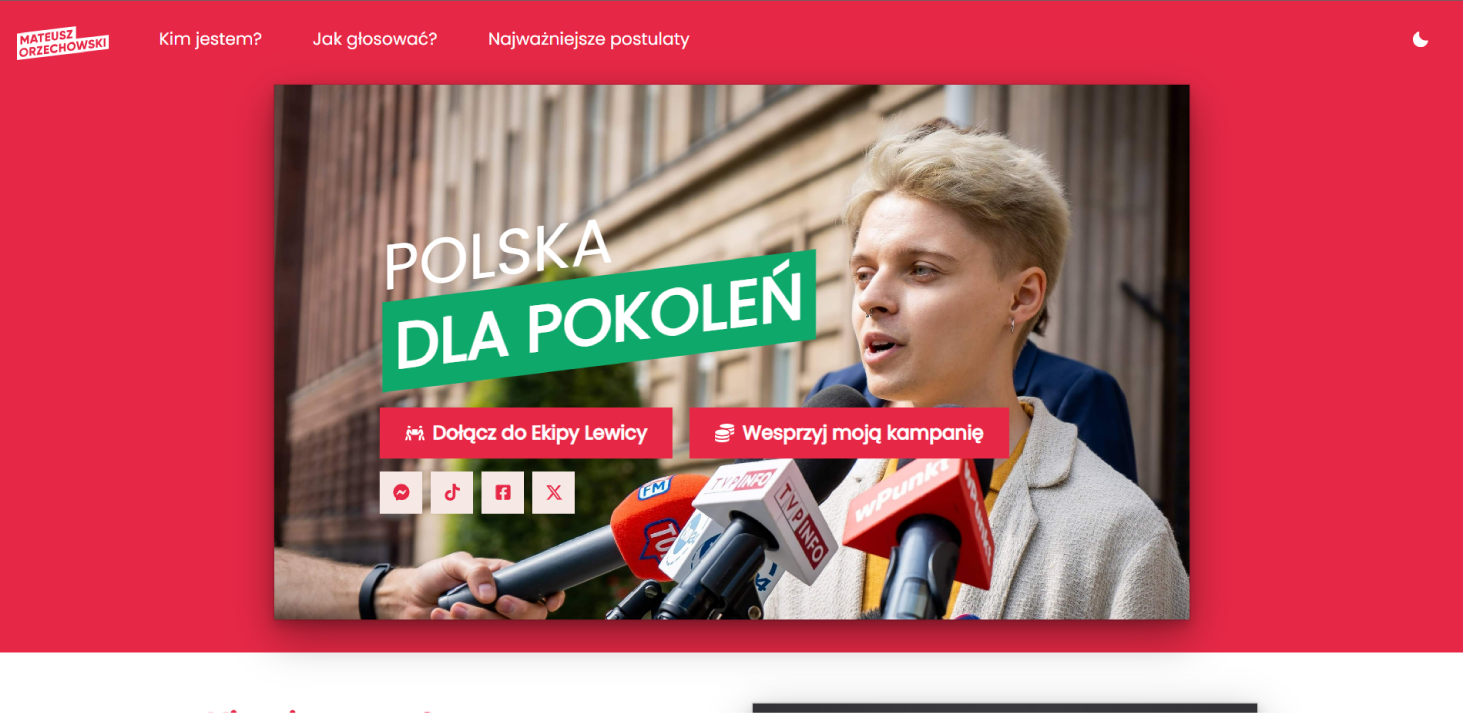 MATEUSZ
ORZECHOWSKI
Kim jestem?
Jak głosować?
Najważniejsze postulaty
POLSKA
DLA POKOLEŃ
Dołącz do Ekipy Lewicy
Wesprzyj moją kampanię
FM
TVP INFO
TVP INFO
wPunkt
wPUNKT